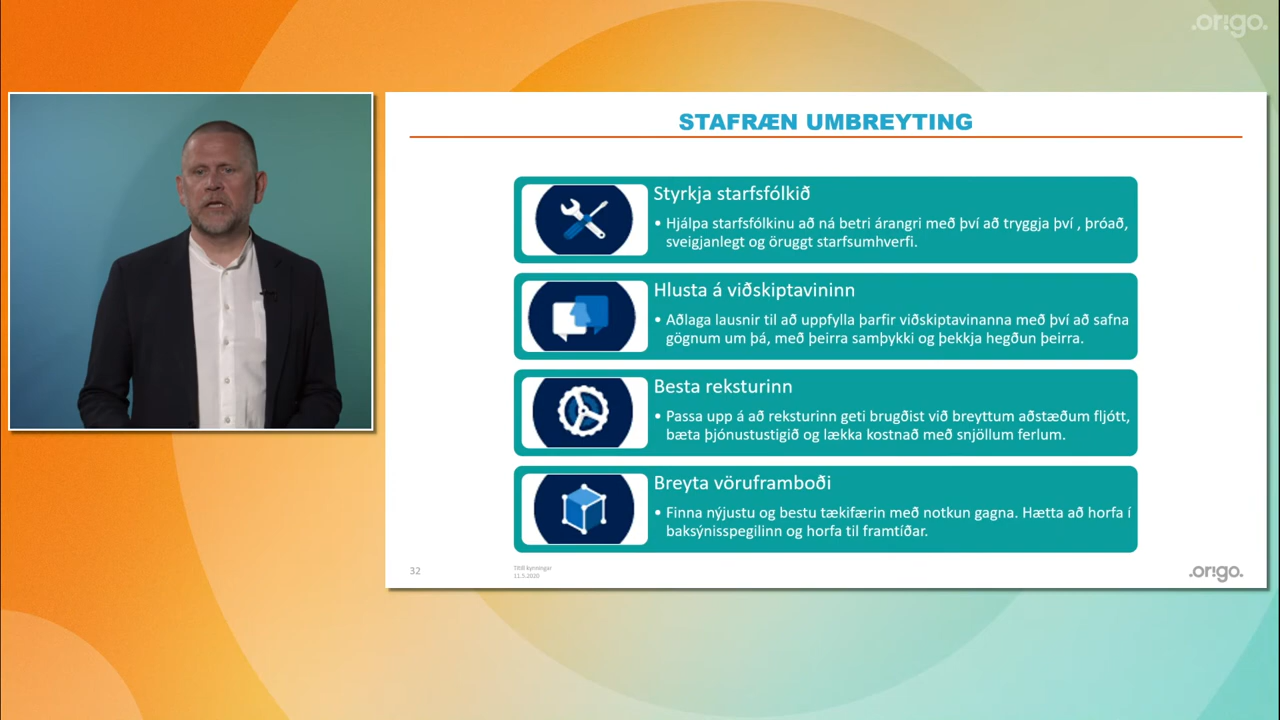 .origo.
STAFRÆN UMBREYTING
Styrkja starfsfólkið
• Hjálpa starfsfólkinu að ná betri árangri með því að tryggja því , þróað,
sveigjanlegt og öruggt starfsumhverfi.
Hlusta á viðskiptavininn
• Aðlaga lausnir til að uppfylla þarfir viðskiptavinanna með því að safna
gögnum um þá, með þeirra samþykki og þekkja hegðun þeirra.
Besta reksturinn
• Passa upp á að reksturinn geti brugðist við breyttum aðstæðum fljótt,
bæta þjónustustigið og lækka kostnað með snjöllum ferlum.
Breyta vöruframboði
• Finna nýjustu og bestu tækifærin með notkun gagna. Hætta að horfa í
baksýnisspegilinn og horfa til framtíðar.
32
Titill kynningar
11.5.2020
.origo.